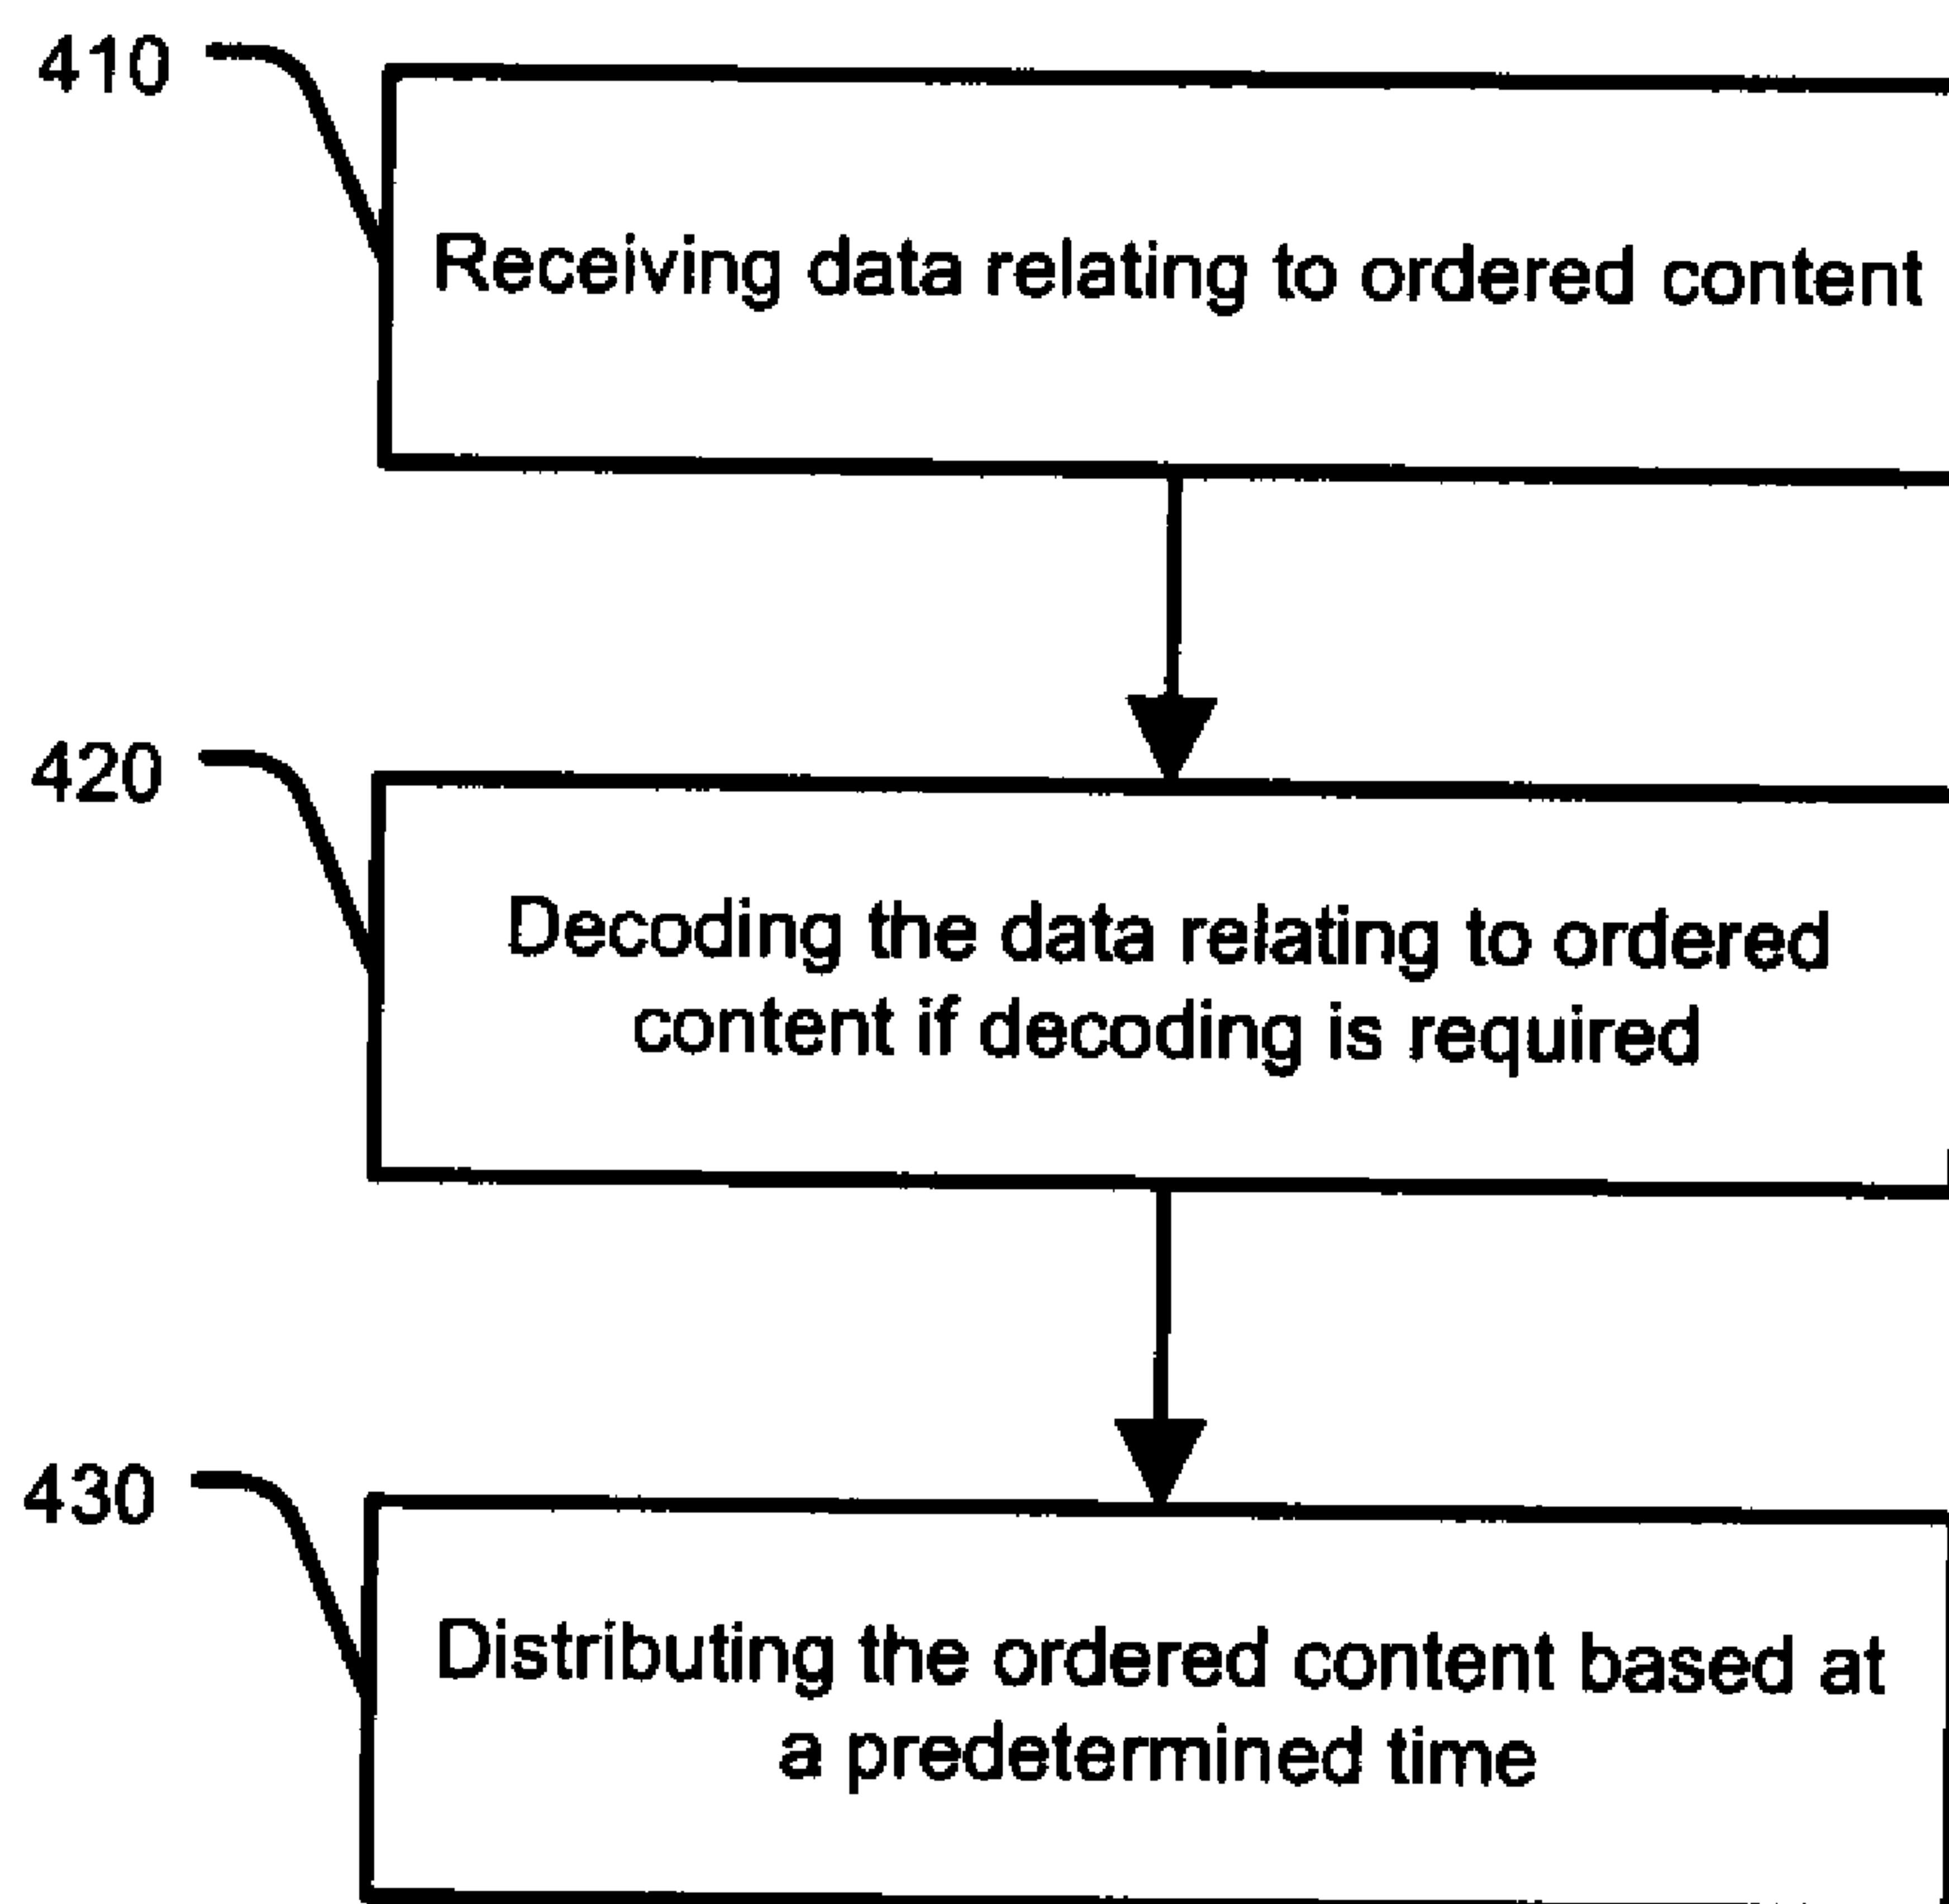 410
Receiving data relating to ordered content
420
Decoding the data relating to ordered
content if decoding is required
430
Distributing the ordered content based at
a predetermined time